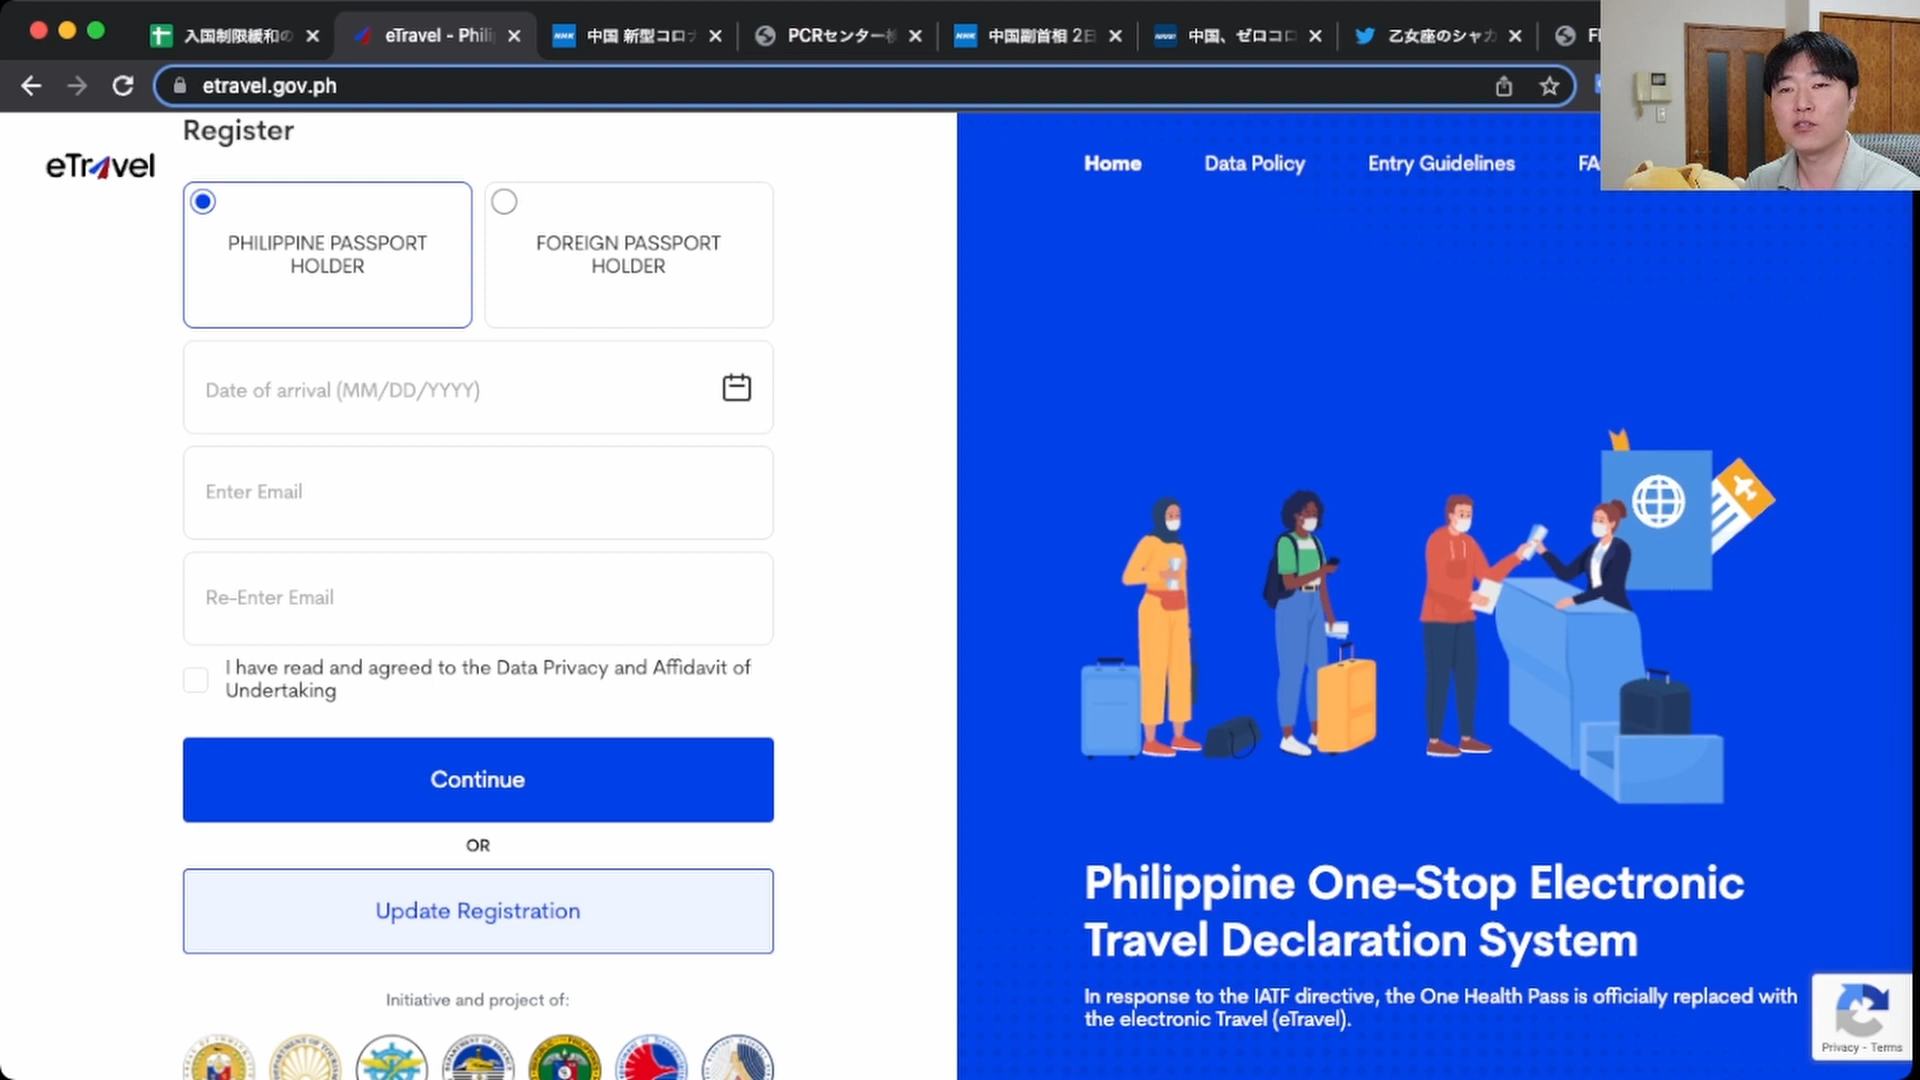 入国制限緩和の
eTravel - Phili
中国 新型コロナ
PCRセンター検
中国副首相 2日
中国、ゼロコロ
乙女座のシャカ
etravel.gov.ph
eTravel
Register
PHILIPPINE PASSPORT
HOLDER
FOREIGN PASSPORT
HOLDER
Date of arrival (MM/DD/YYYY)
Enter Email
Re-Enter Email
I have read and agreed to the Data Privacy and Affidavit of
Undertaking
Continue
OR
Update Registration
Initiative and project of:
Home
Data Policy
Entry Guidelines
FA
Philippine One-Stop Electronic
Travel Declaration System
In response to the IATF directive, the One Health Pass is officially replaced with
the electronic Travel (eTravel).
Privacy - Terms